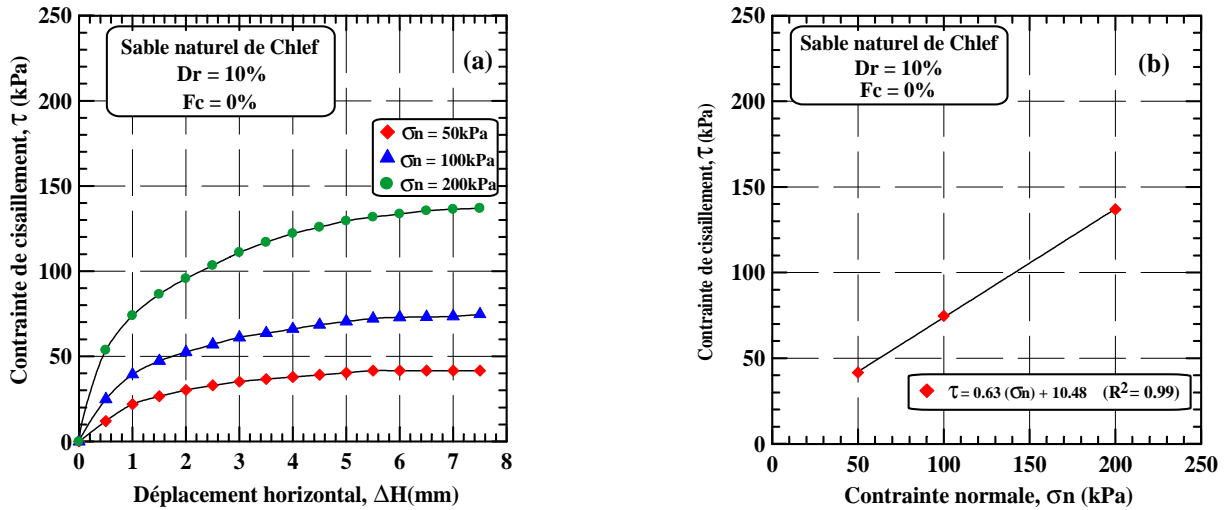 Sable naturel de Chlef
Dr = 10%
Fc = 0%
(a)
σn = 50kPa
σn = 100kPa
σn = 200kPa
250
200
150
100
50
0
0 1 2 3 4 5 6 7 8
Contrainte de cisaillement, τ (kPa)
Déplacement horizontal, ΔH(mm)
Sable naturel de Chlef
Dr = 10%
Fc = 0%
(b)
250
200
150
100
50
0
0 50 100 150 200 250
τ = 0.63 (σn) + 10.48 (R² = 0.99)
Contrainte de cisaillement, τ (kPa)
Contrainte normale, σn (kPa)